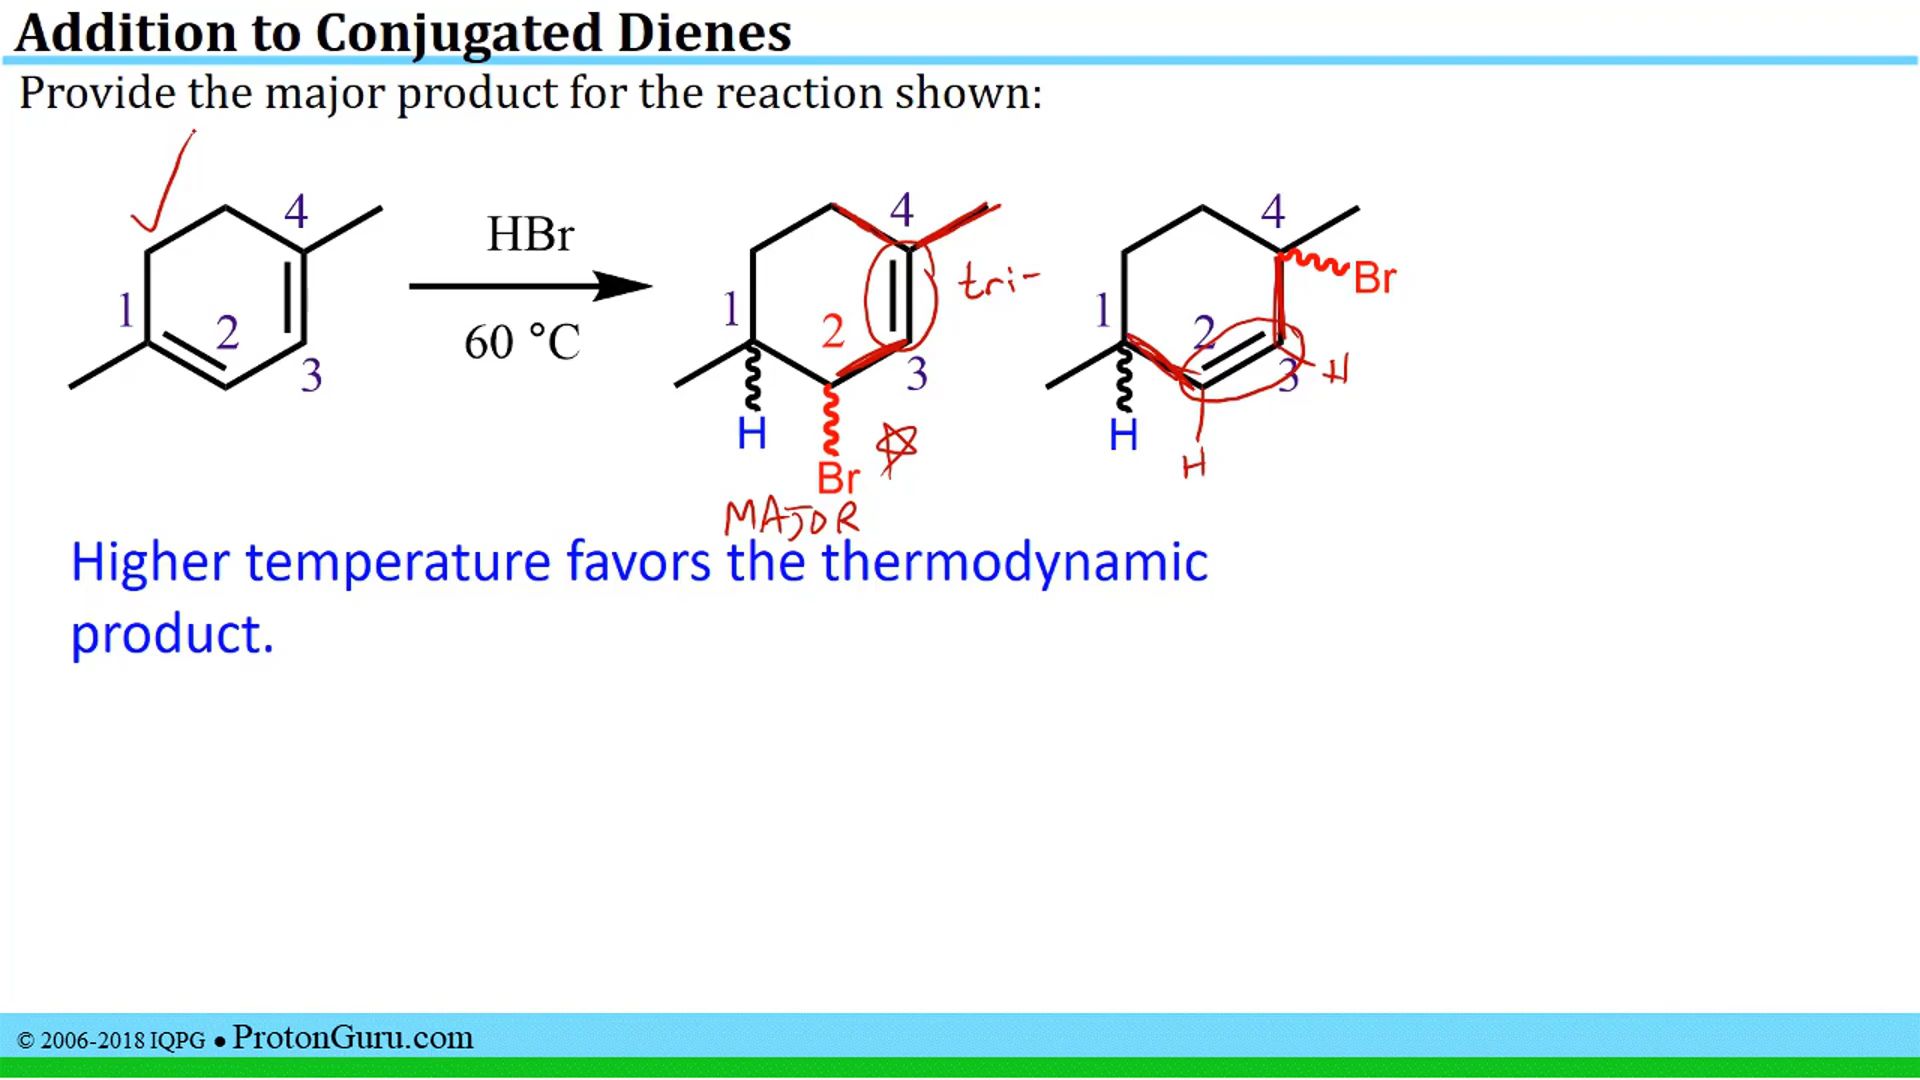 Addition to Conjugated Dienes
Provide the major product for the reaction shown:
4
1
2
3
HBr
60 °C
4
1
2
3
H
Br
tri-
MAJOR
4
1
2
3
Br
H
H
H
Higher temperature favors the thermodynamic
product.
© 2006-2018 IQPG ● ProtonGuru.com